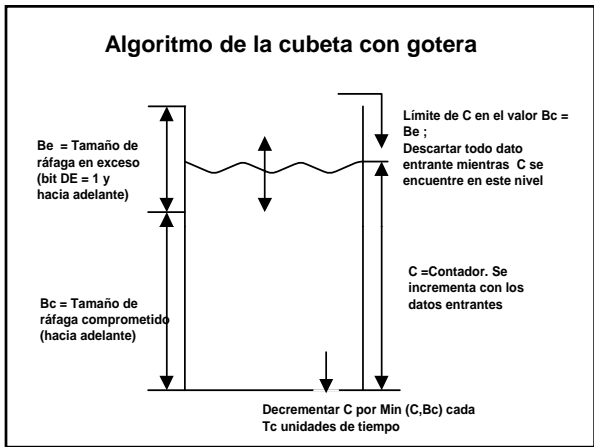 Algoritmo de la cubeta con gotera
Be = Tamaño de
ráfaga en exceso
(bit DE = 1 y
hacia adelante)
Bc = Tamaño de
ráfaga comprometido
(hacia adelante)
Límite de C en el valor Bc =
Be ;
Descartar todo dato
entrante mientras C se
encuentre en este nivel
C =Contador. Se
incrementa con los
datos entrantes
Decrementar C por Min (C,Bc) cada
Tc unidades de tiempo